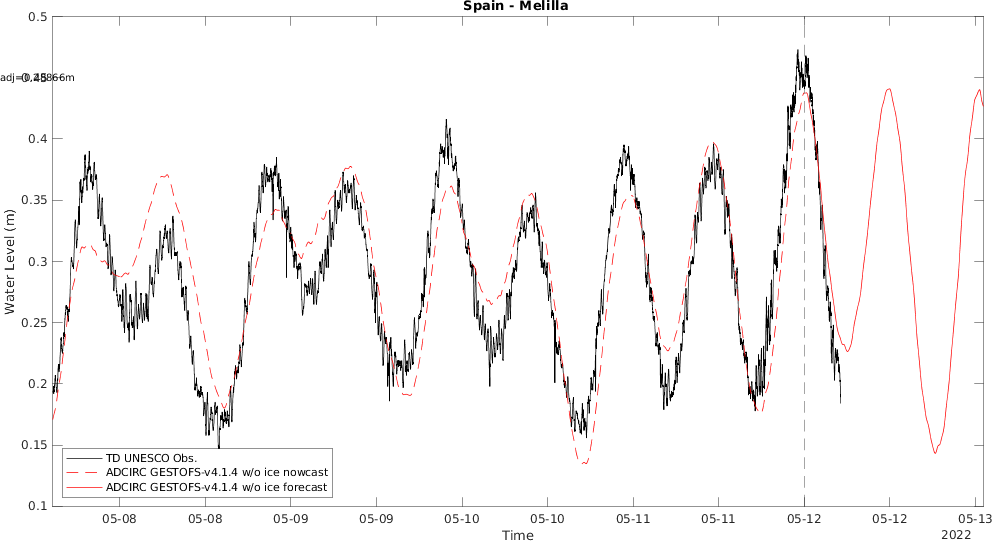 Spain - Melilla
0.5
0.45
0.4
0.35
0.3
0.25
0.2
0.15
0.1
Water Level (m)
TD UNESCO Obs.
ADCIRC GESTOFS-v4.1.4 w/o ice nowcast
ADCIRC GESTOFS-v4.1.4 w/o ice forecast
05-08 05-08 05-09 05-09 05-10 05-10 05-11 05-11 05-12 05-12 05-13
Time
2022